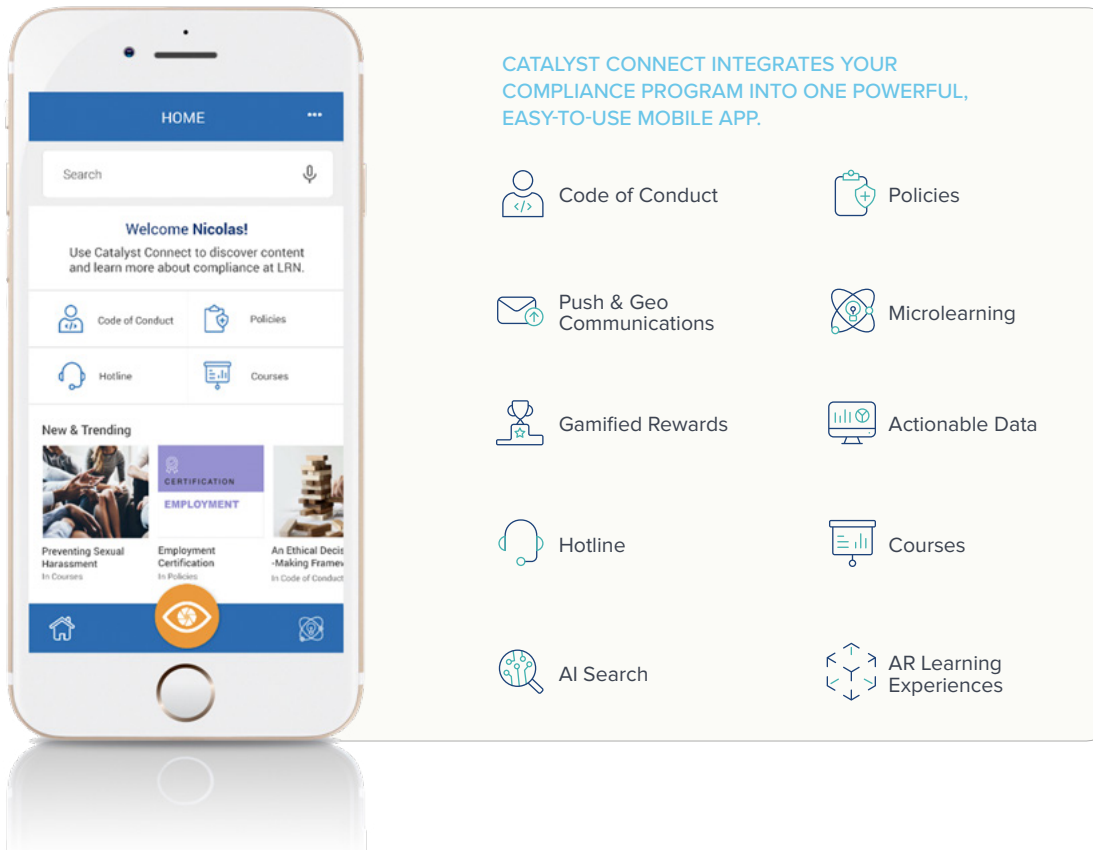 HOME
Search
Welcome Nicolas!
Use Catalyst Connect to discover content
and learn more about compliance at LRN.
Code of Conduct
Policies
Hotline
Courses
New & Trending
CERTIFICATION
EMPLOYMENT
Preventing Sexual
Harassment
In Courses
Employment
Certification
In Policies
An Ethical Decis
-Making Framew
In Code of Conduct
CATALYST CONNECT INTEGRATES YOUR
COMPLIANCE PROGRAM INTO ONE POWERFUL,
EASY-TO-USE MOBILE APP.
Code of Conduct
Policies
Push & Geo
Communications
Microlearning
Gamified Rewards
Actionable Data
Hotline
Courses
AI Search
AR Learning
Experiences